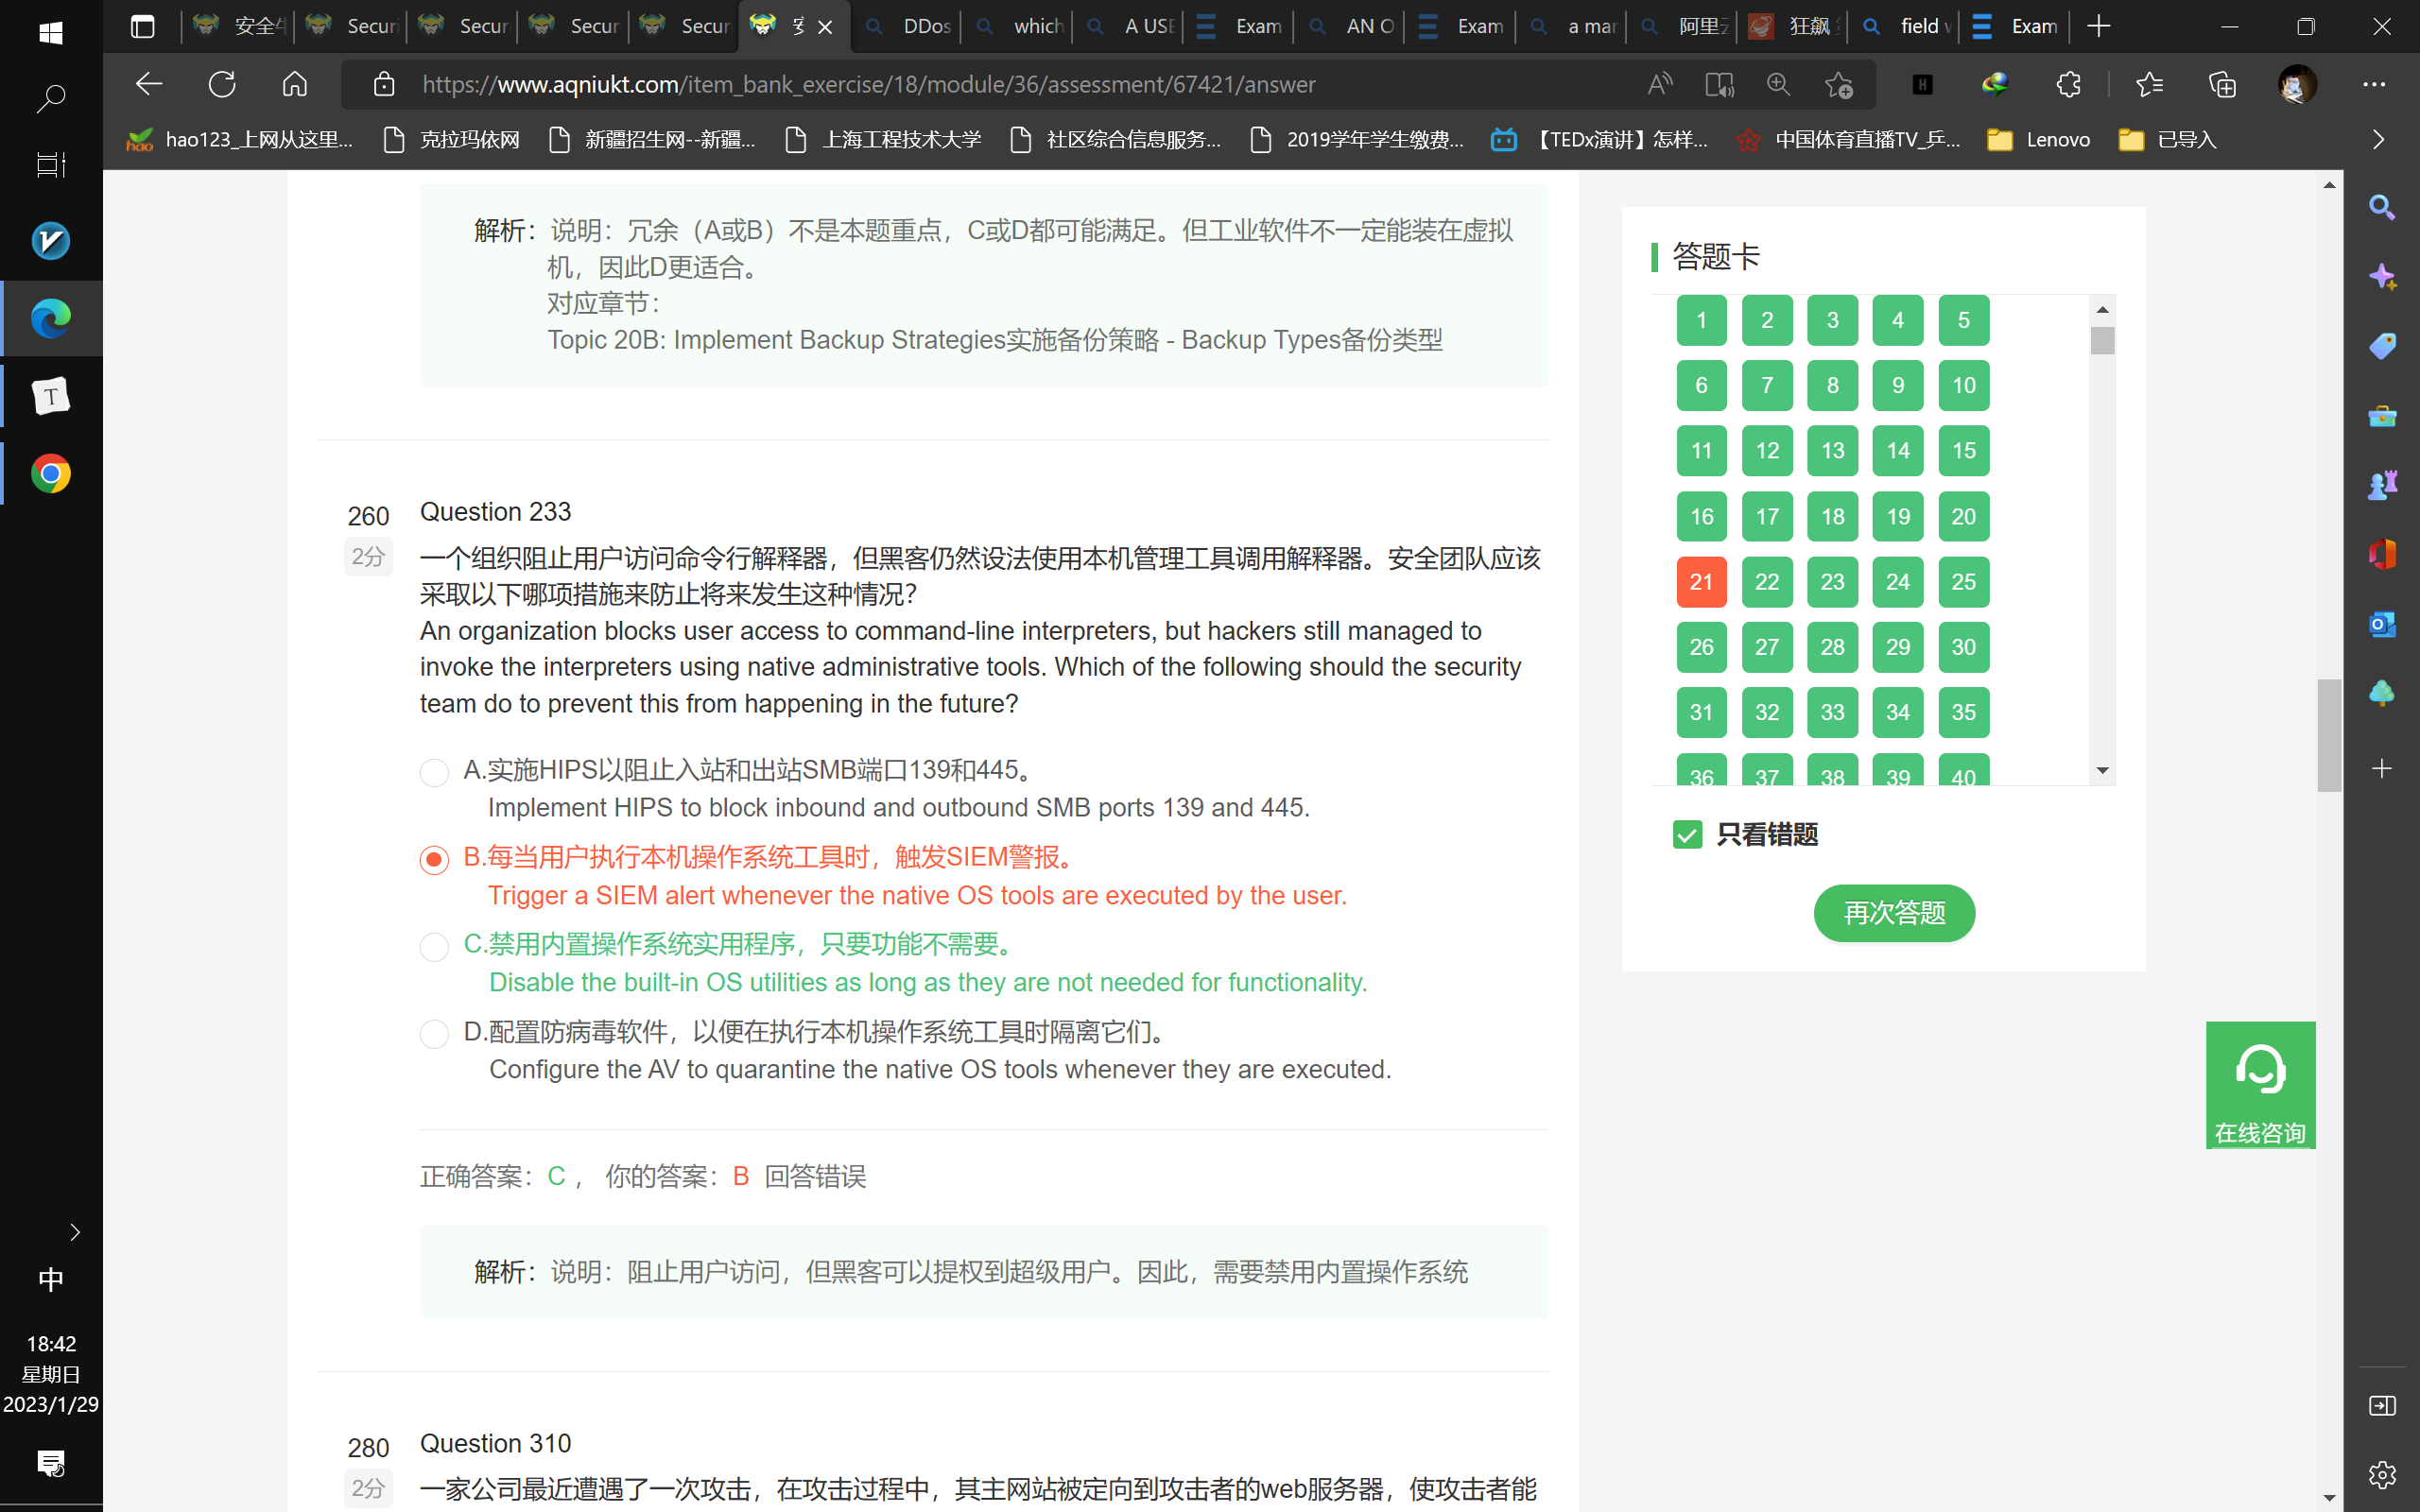 安全牛
Securi
Secur
Secur
Secur
DDos
which
A USE
Exam
AN O
Exam
a mar
阿里云
狂飙
field v
Exam
https://www.aqniukt.com/item_bank_exercise/18/module/36/assessment/67421/answer
hao123_上网从这里...
克拉玛依网
新疆招生网--新疆...
上海工程技术大学
社区综合信息服务...
2019学年学生缴费...
【TEDx演讲】怎样...
中国体育直播TV_乒...
Lenovo
已导入
解析：说明：冗余（A或B）不是本题重点，C或D都可能满足。但工业软件不一定能装在虚拟
机，因此D更适合。
对应章节：
Topic 20B: Implement Backup Strategies实施备份策略 - Backup Types备份类型
260
2分
Question 233
一个组织阻止用户访问命令行解释器，但黑客仍然设法使用本机管理工具调用解释器。安全团队应该
采取以下哪项措施来防止将来发生这种情况？
An organization blocks user access to command-line interpreters, but hackers still managed to
invoke the interpreters using native administrative tools. Which of the following should the security
team do to prevent this from happening in the future?
A.实施HIPS以阻止入站和出站SMB端口139和445。
Implement HIPS to block inbound and outbound SMB ports 139 and 445.
B.每当用户执行本机操作系统工具时，触发SIEM警报。
Trigger a SIEM alert whenever the native OS tools are executed by the user.
C.禁用内置操作系统实用程序，只要功能不需要。
Disable the built-in OS utilities as long as they are not needed for functionality.
D.配置防病毒软件，以便在执行本机操作系统工具时隔离它们。
Configure the AV to quarantine the native OS tools whenever they are executed.
正确答案：C ， 你的答案：B 回答错误
解析：说明：阻止用户访问，但黑客可以提权到超级用户。因此，需要禁用内置操作系统
280
2分
Question 310
一家公司最近遭遇了一次攻击，在攻击过程中，其主网站被定向到攻击者的web服务器，使攻击者能
答题卡
1 2 3 4 5
6 7 8 9 10
11 12 13 14 15
16 17 18 19 20
21 22 23 24 25
26 27 28 29 30
31 32 33 34 35
36 37 38 39 40
只看错题
再次答题
在线咨询
中
18:42
星期日
2023/1/29